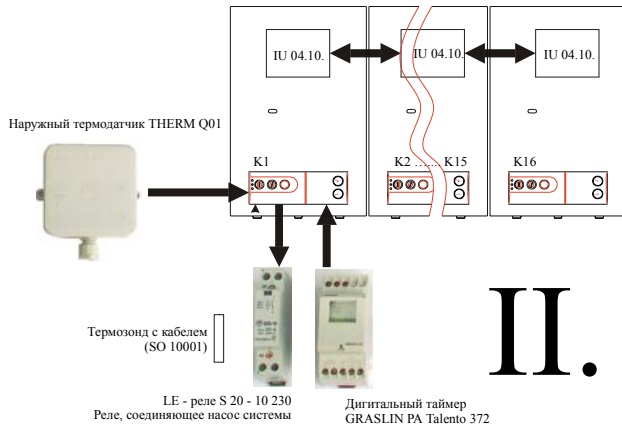 IU 04.10.
IU 04.10.
IU 04.10.
Наружный термодатчик THERM Q01
K1
K2 ...... K15
K16
Термозонд с кабелем
(SO 10001)
II.
LE - реле S 20 - 10 230
Реле, соединяющее насос системы
Дигитальный таймер
GRASLIN PA Talento 372